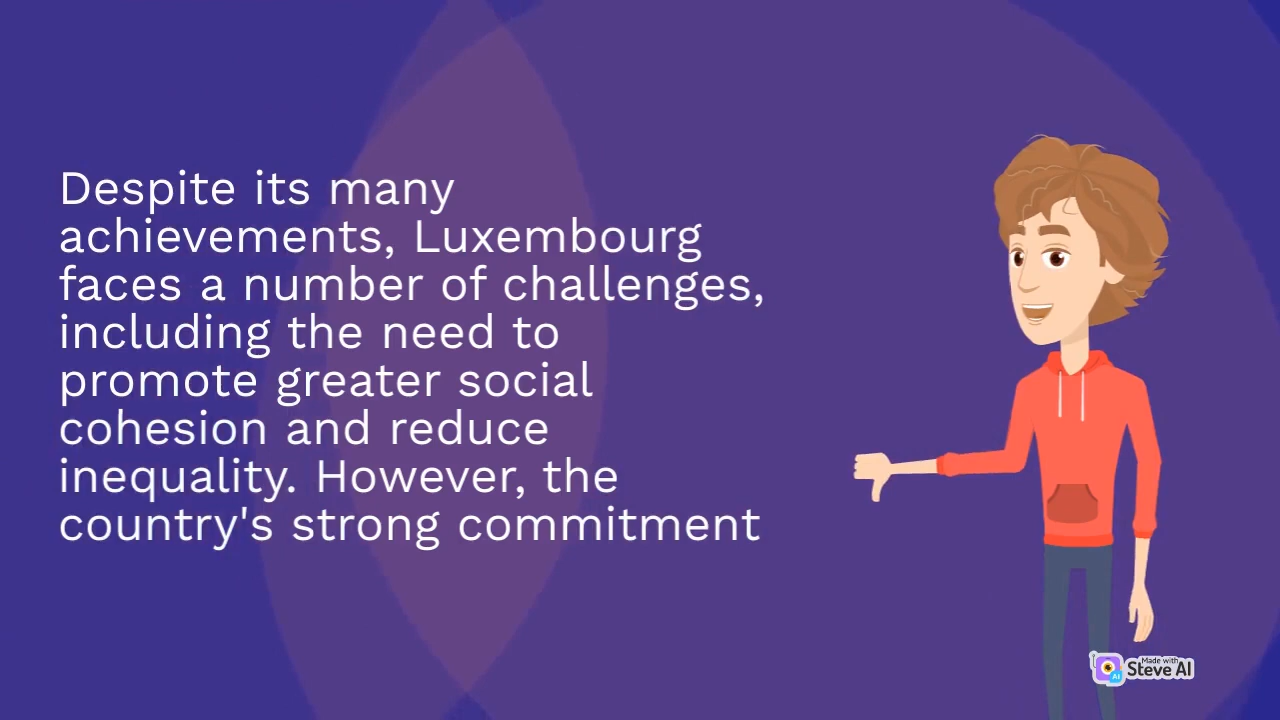 Despite its many
achievements, Luxembourg
faces a number of challenges,
including the need to
promote greater social
cohesion and reduce
inequality. However, the
country's strong commitment
Made with
Steve AI
AI